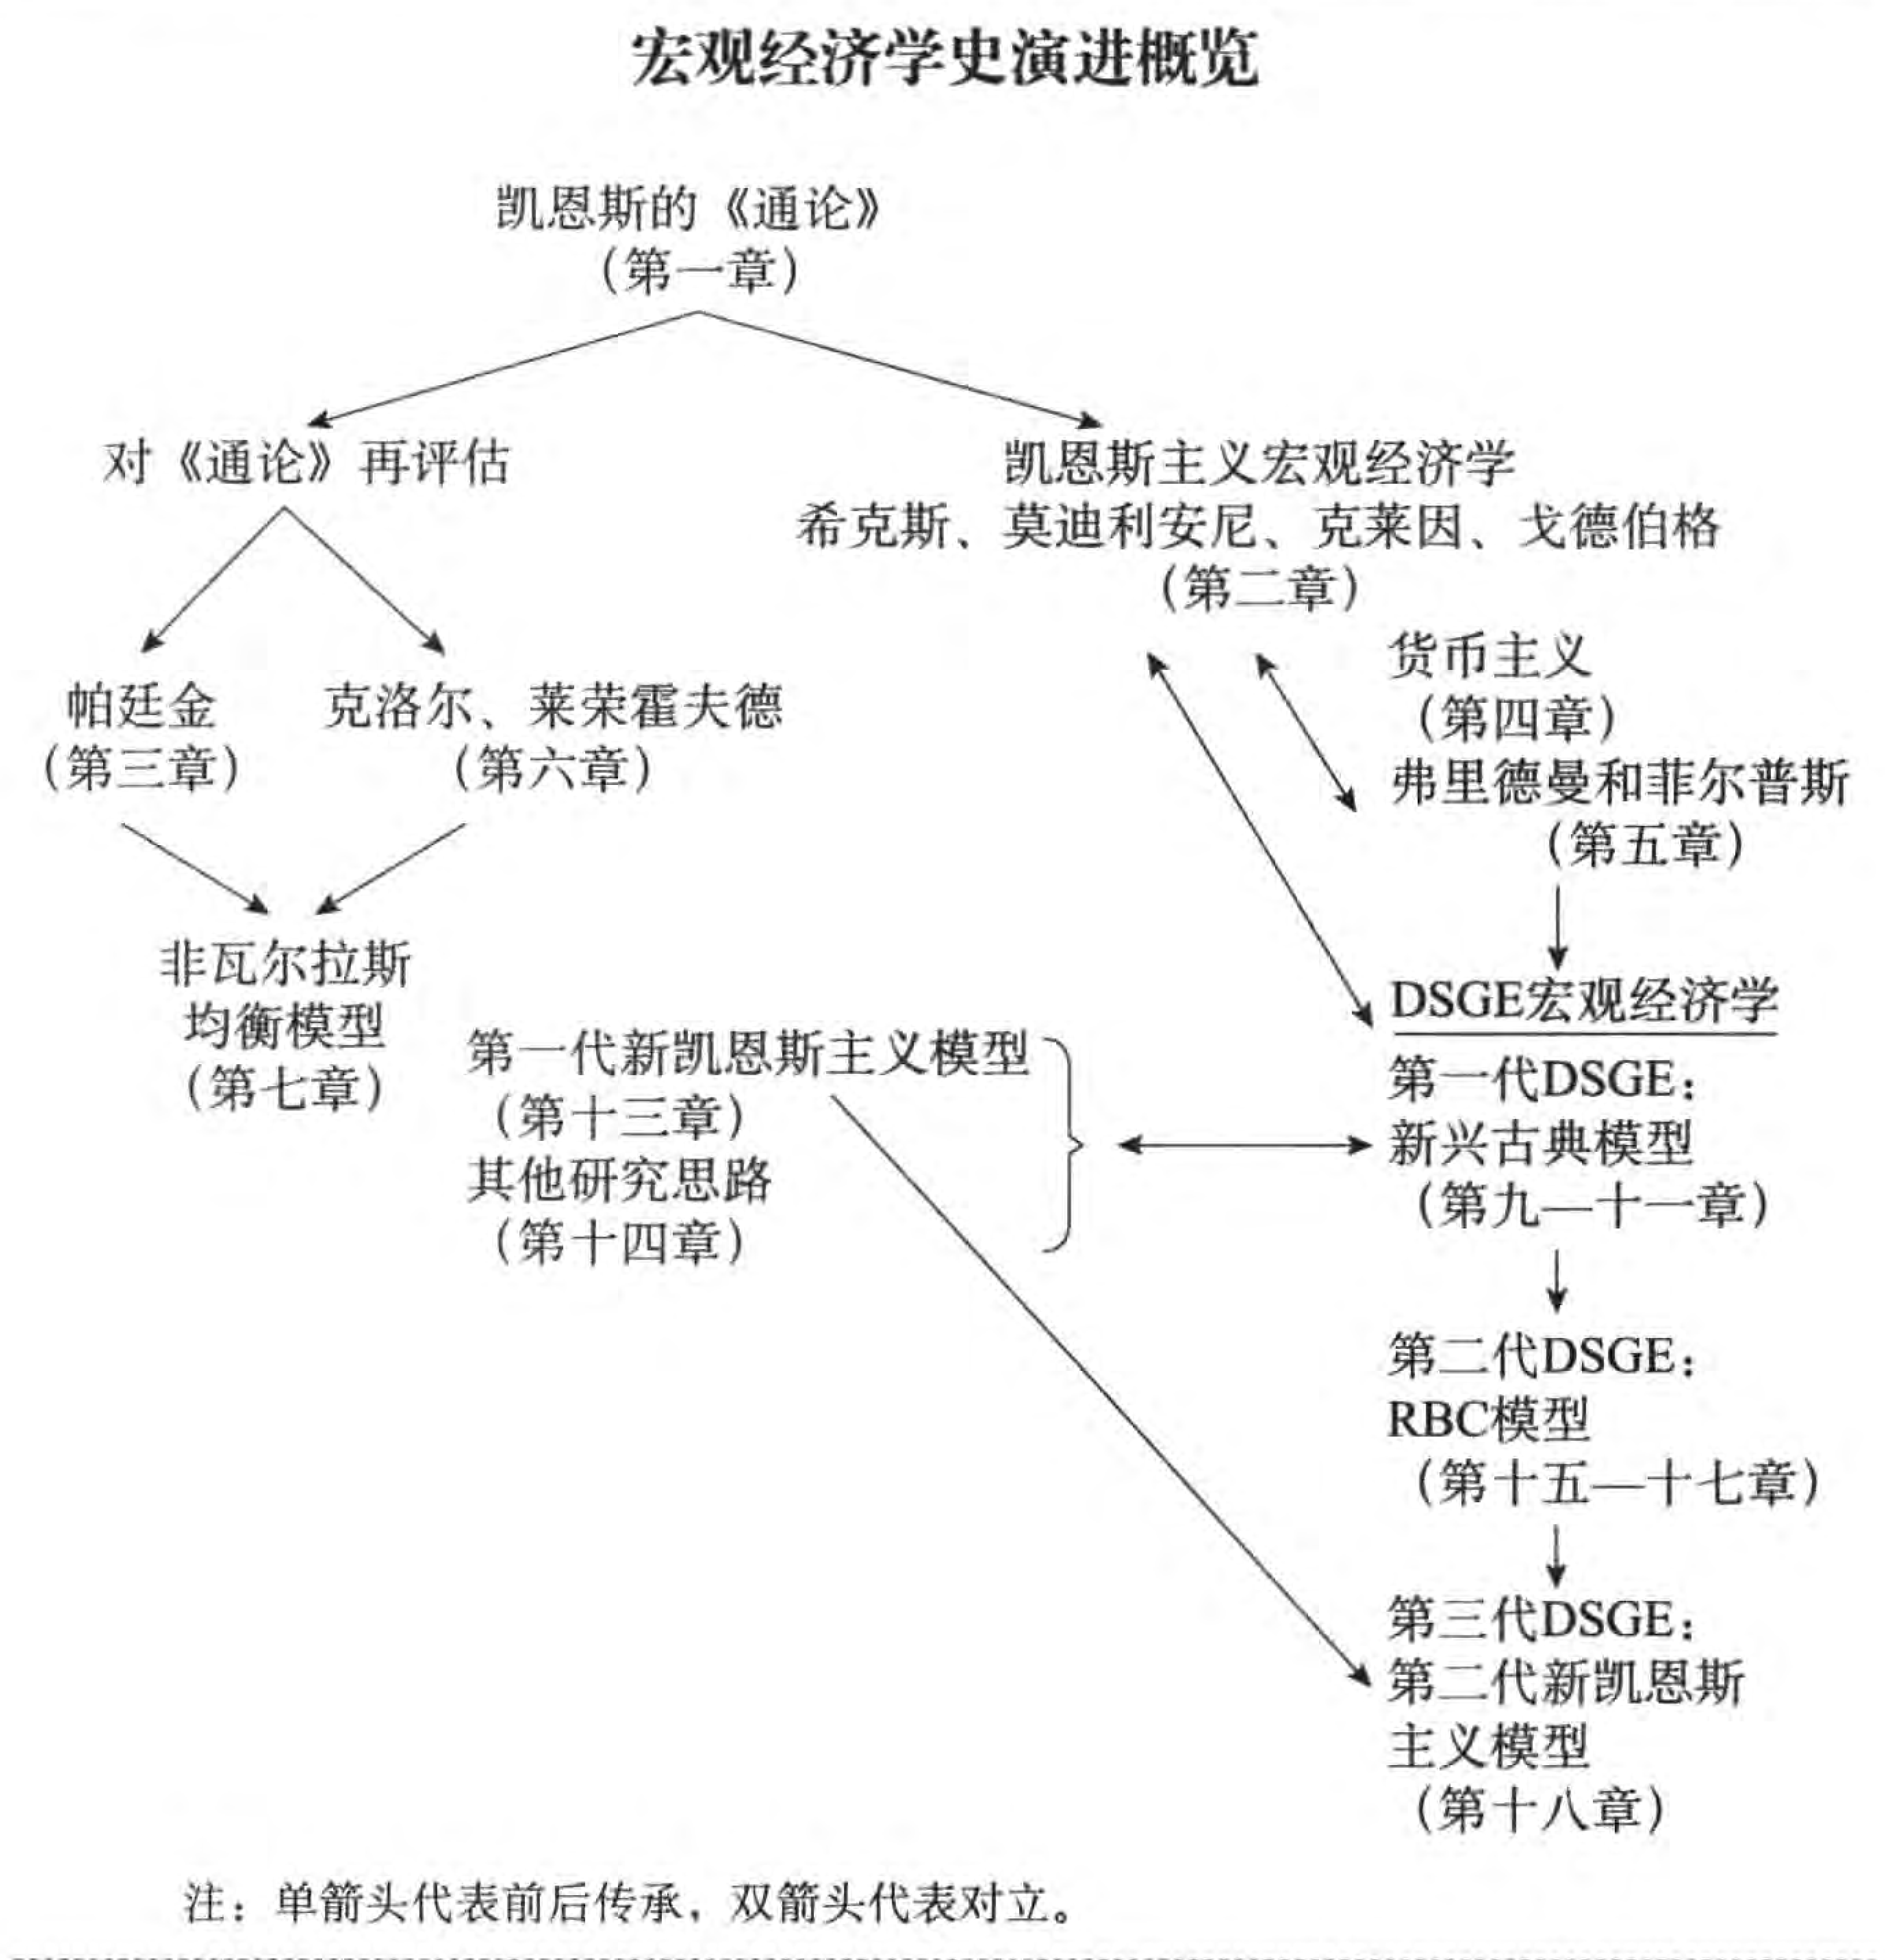 宏观经济学史演进概览
凯恩斯的《通论》
（第一章）
对《通论》再评估
凯恩斯主义宏观经济学
希克斯、莫迪利安尼、克莱因、戈德伯格
（第二章）
帕廷金
（第三章）
克洛尔、莱荣霍夫德
（第六章）
货币主义
（第四章）
弗里德曼和菲尔普斯
（第五章）
非瓦尔拉斯
均衡模型
（第七章）
第一代新凯恩斯主义模型
（第十三章）
其他研究思路
（第十四章）
DSGE宏观经济学
第一代DSGE：
新兴古典模型
（第九—十一章）
第二代DSGE：
RBC模型
（第十五—十七章）
第三代DSGE：
第二代新凯恩斯
主义模型
（第十八章）
注：单箭头代表前后传承，双箭头代表对立。